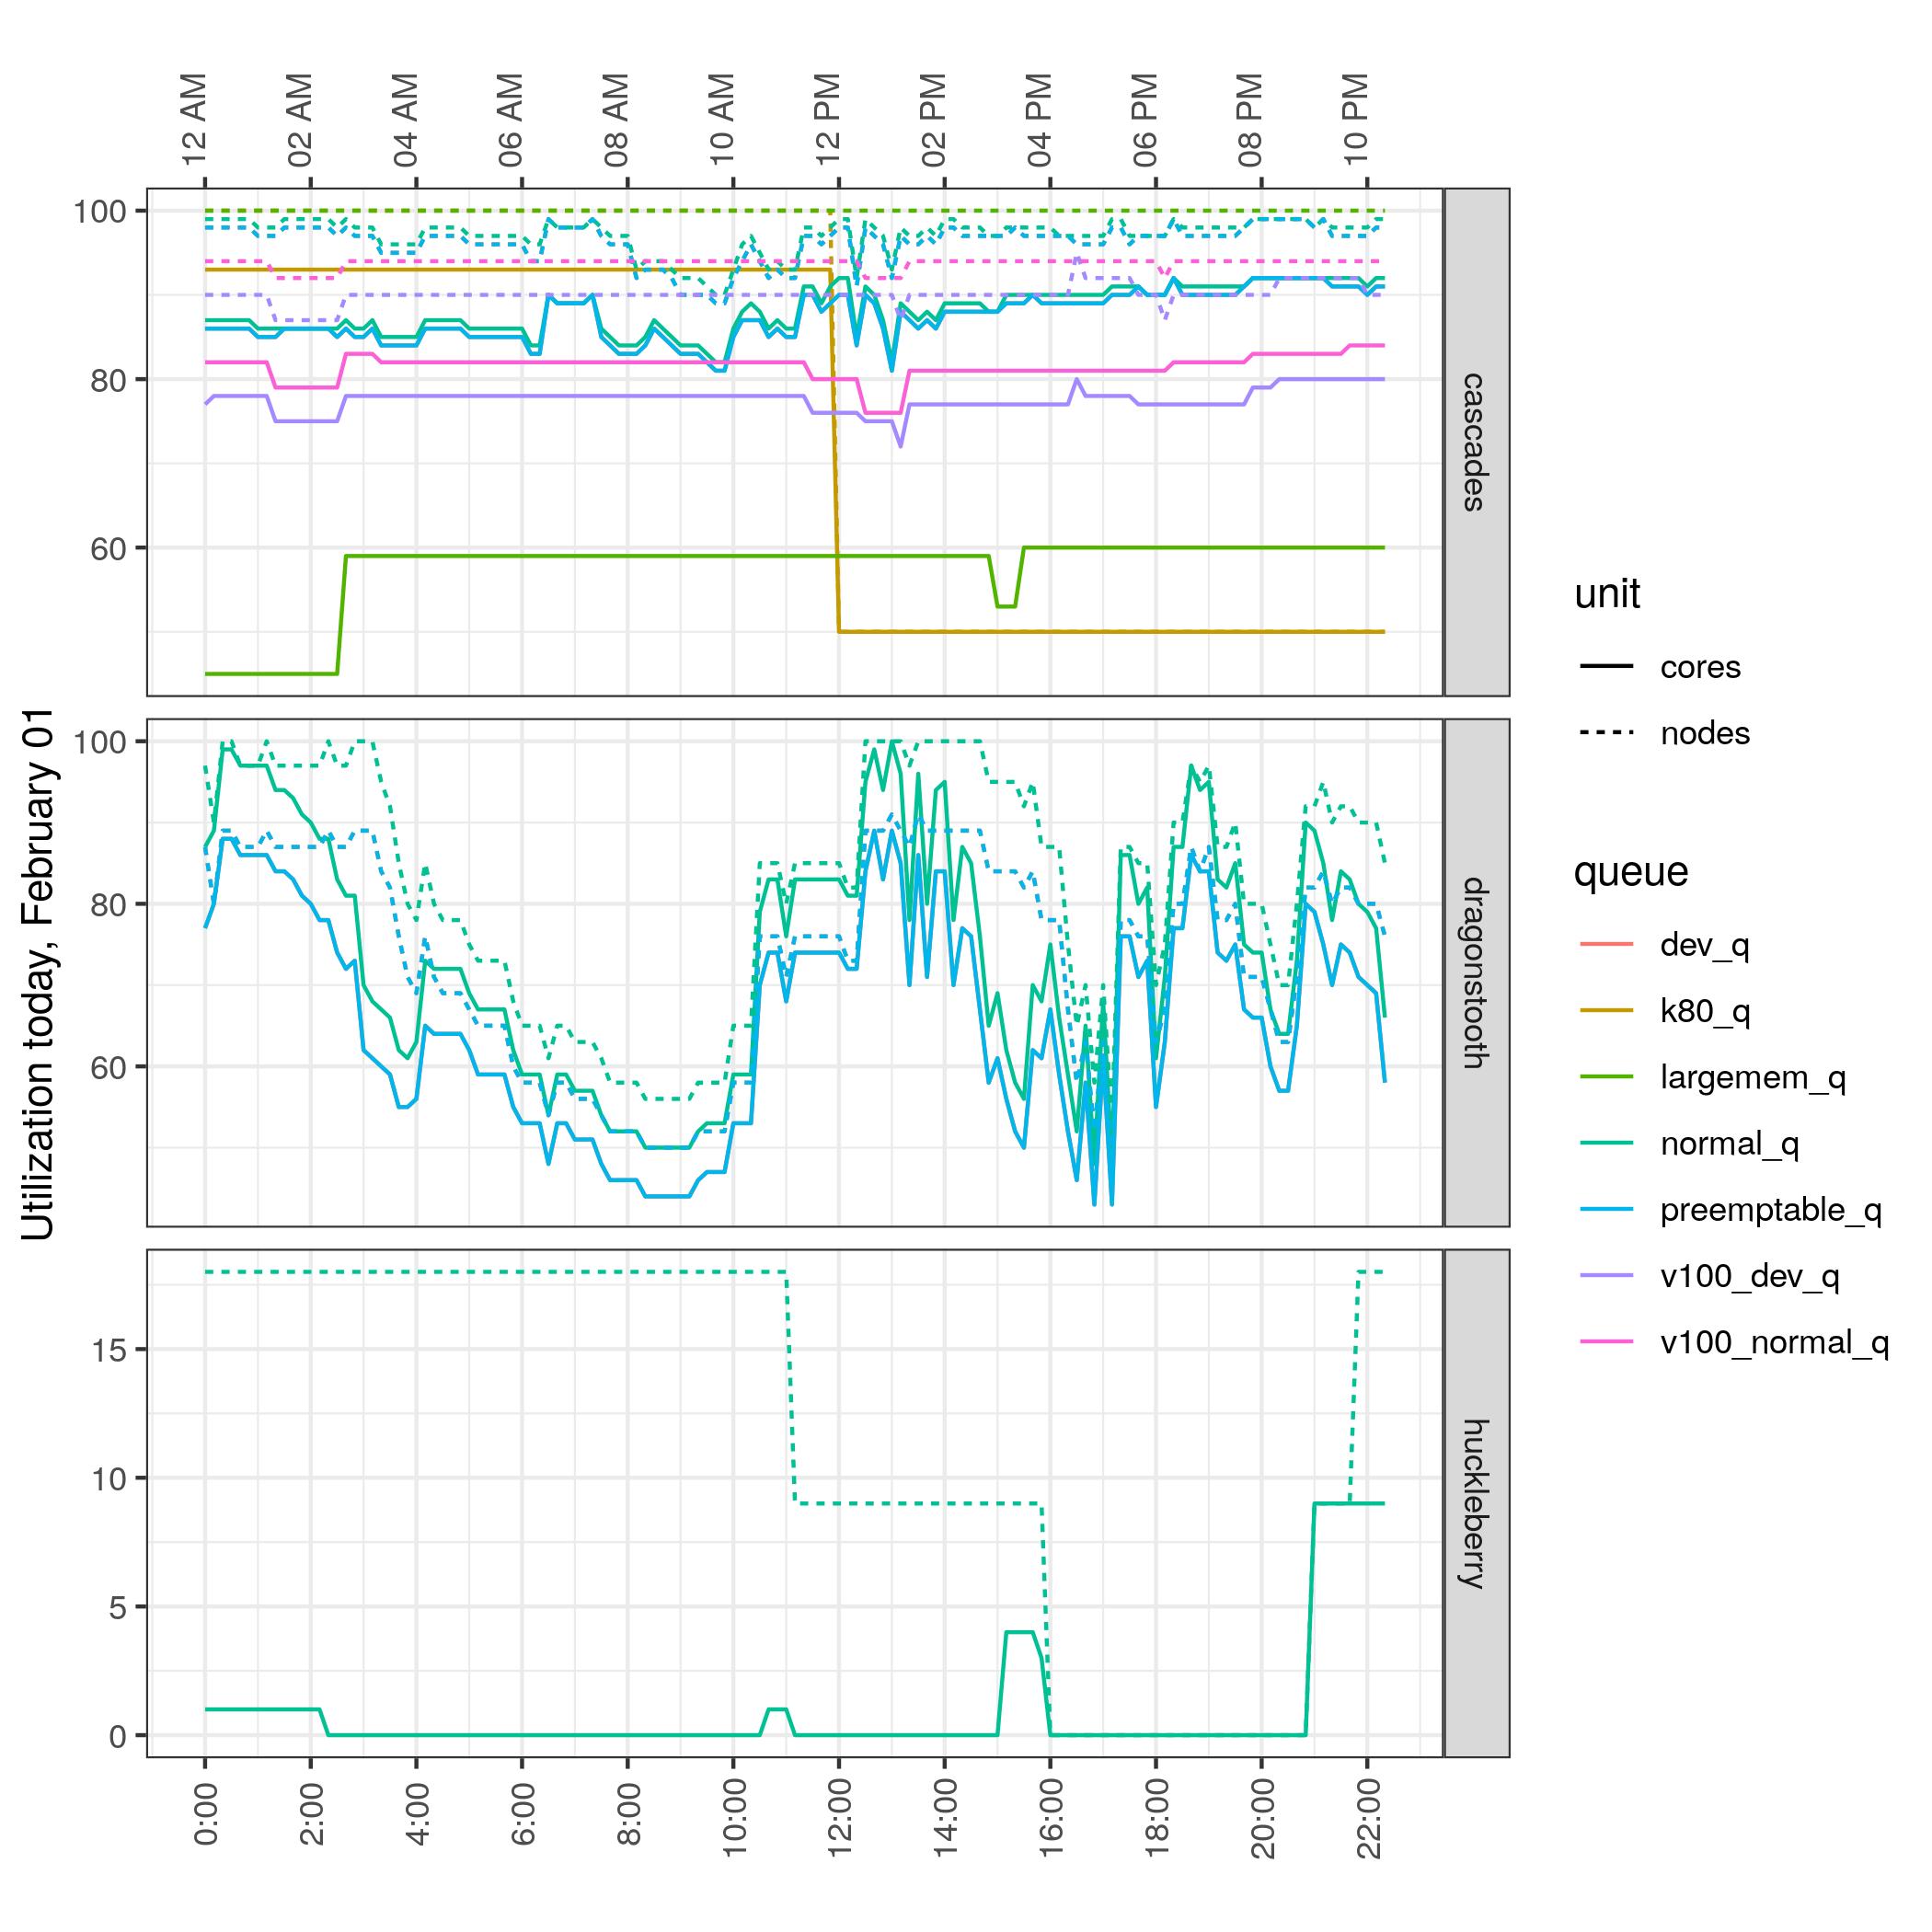 12 AM
02 AM
04 AM
06 AM
08 AM
10 AM
12 PM
02 PM
04 PM
06 PM
08 PM
10 PM
Utilization today, February 01
100
80
60
cascades
100
80
60
dragonstooth
15
10
5
0
huckleberry
0:00
2:00
4:00
6:00
8:00
10:00
12:00
14:00
16:00
18:00
20:00
22:00
unit
cores
nodes
queue
dev_q
k80_q
largemem_q
normal_q
preemptable_q
v100_dev_q
v100_normal_q